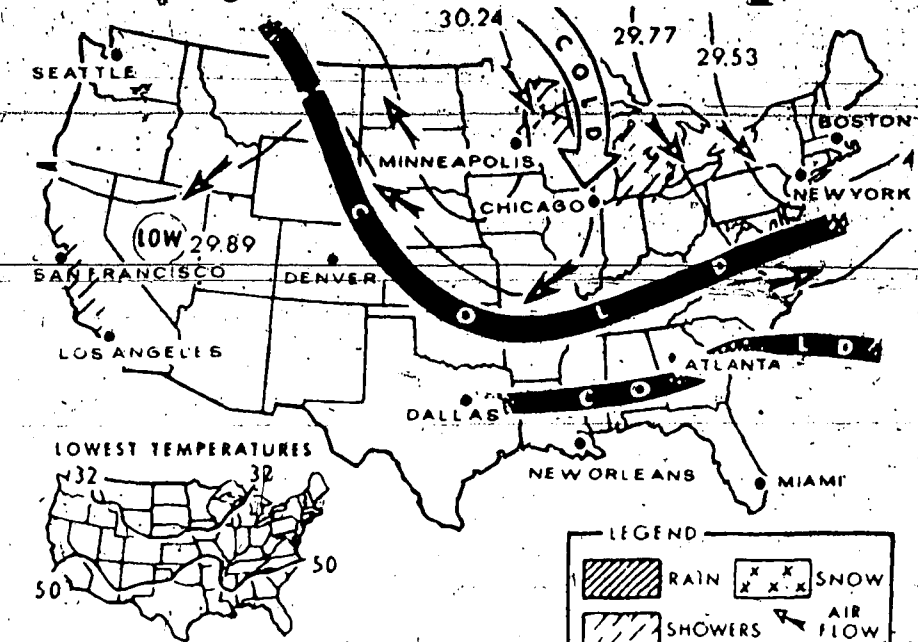 30.24
29.77
29.53
COLD
SEATTLE
BOSTON
MINNEAPOLIS
NEW YORK
CHICAGO
LOW 29.89
COLD
SAN FRANCISCO
DENVER
LOS ANGELES
ATLANTA
COLD
DALLAS
NEW ORLEANS
MIAMI
LOWEST TEMPERATURES
32
32
50
50
LEGEND
RAIN
SNOW
SHOWERS
AIR
FLOW